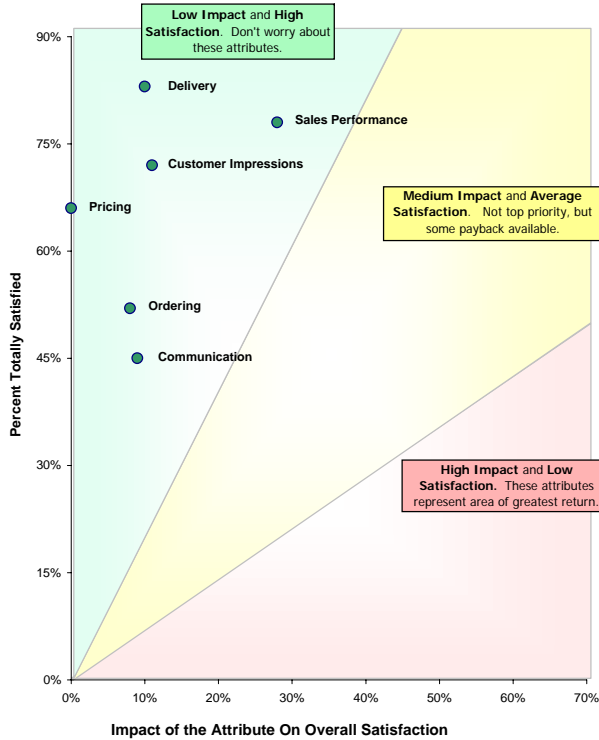 Low Impact and High
Satisfaction. Don't worry about
these attributes.
90%
Delivery
Sales Performance
75%
Customer Impressions
Medium Impact and Average
Satisfaction. Not top priority, but
some payback available.
Pricing
60%
Ordering
45%
Communication
Percent Totally Satisfied
30%
High Impact and Low
Satisfaction. These attributes
represent area of greatest return.
15%
0%
0% 10% 20% 30% 40% 50% 60% 70%
Impact of the Attribute On Overall Satisfaction